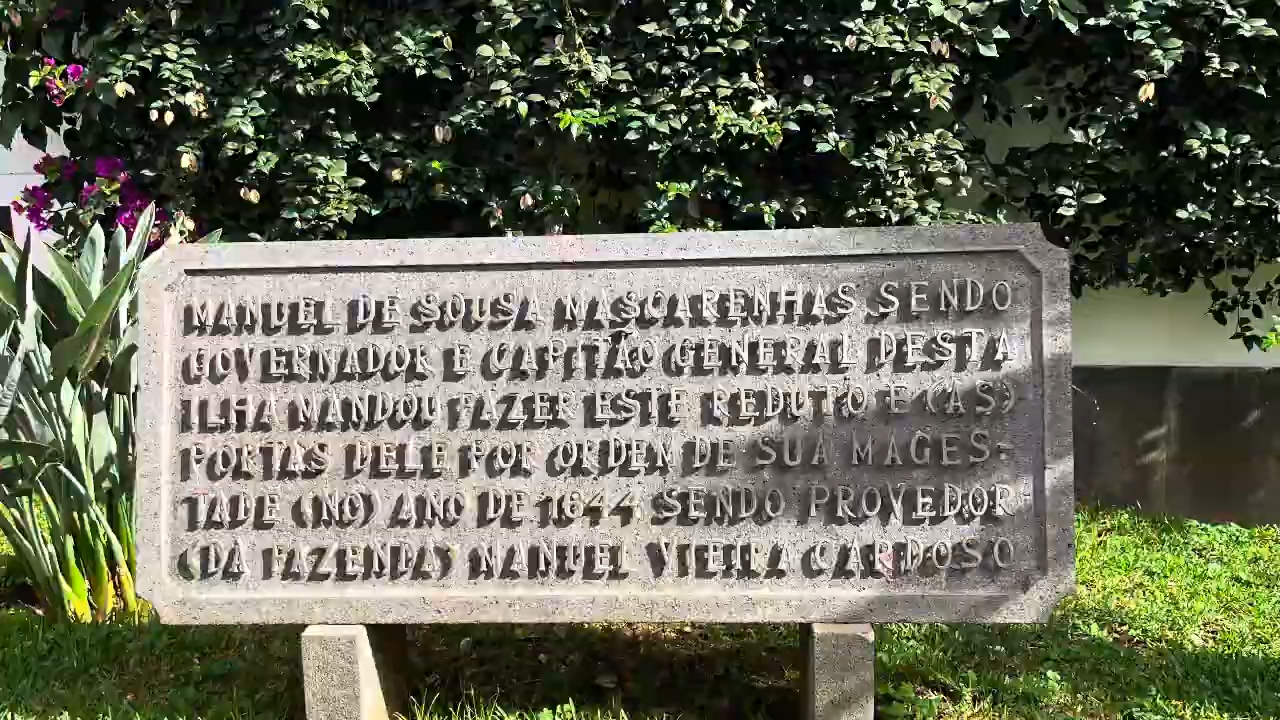 MANUEL DE SOUSA MASCARENHAS SENDO
GOVERNADOR E CAPITÃO GENERAL DESTA
ILHA MANDOU FAZER ESTE REDUTO E (AS)
PORTAS DELE POR ORDEN DE SUA MAGES-
TADE (NO) ANO DE 1644 SENDO PROVEDOR
(DA FAZENDA) MANUEL VIEIRA CARDOSO